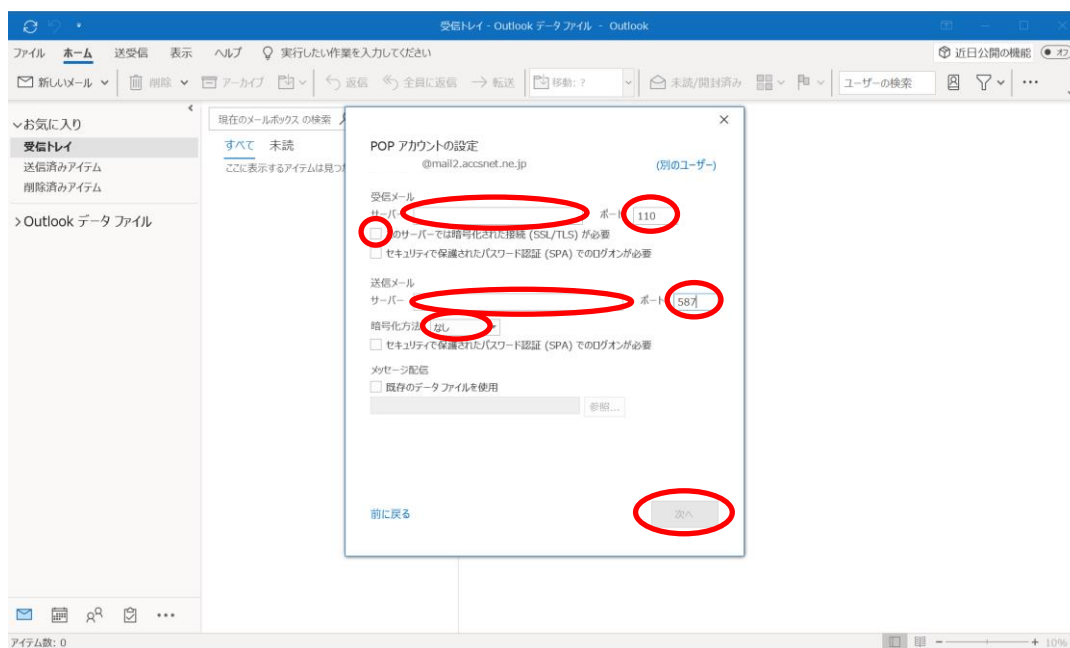 受信トレイ - Outlook データ ファイル - Outlook
ファイル ホーム 送受信 表示 ヘルプ 実行したい作業を入力してください 近日公開の機能
新しいメール 削除 アーカイブ 返信 全員に返信 転送 移動: ? 未読/開封済み ユーザーの検索 ...
お気に入り
受信トレイ
送信済みアイテム
削除済みアイテム
Outlook データ ファイル
現在のメールボックス の検索
すべて 未読
ここに表示するアイテムは見つ
POP アカウントの設定
@mail2.accsnet.ne.jp (別のユーザー)
受信メール
サーバー ポート 110
のサーバーでは暗号化された接続 (SSL/TLS) が必要
セキュリティで保護されたパスワード認証 (SPA) でのログオンが必要
送信メール
サーバー ポート 587
暗号化方法 なし
セキュリティで保護されたパスワード認証 (SPA) でのログオンが必要
メッセージ配信
既存のデータ ファイルを使用
参照...
前に戻る 次へ
アイテム数: 0 10%